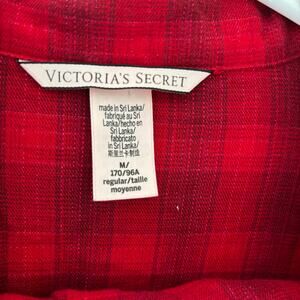 VICTORIA'S SECRET
made in Sri Lanka/
fabriqué au Sri
Lanka/hecho en
Sri Lanka/
fabbricato
in Sri Lanka/
斯里兰卡制造
M/
170/96A
regular/taille
moyenne